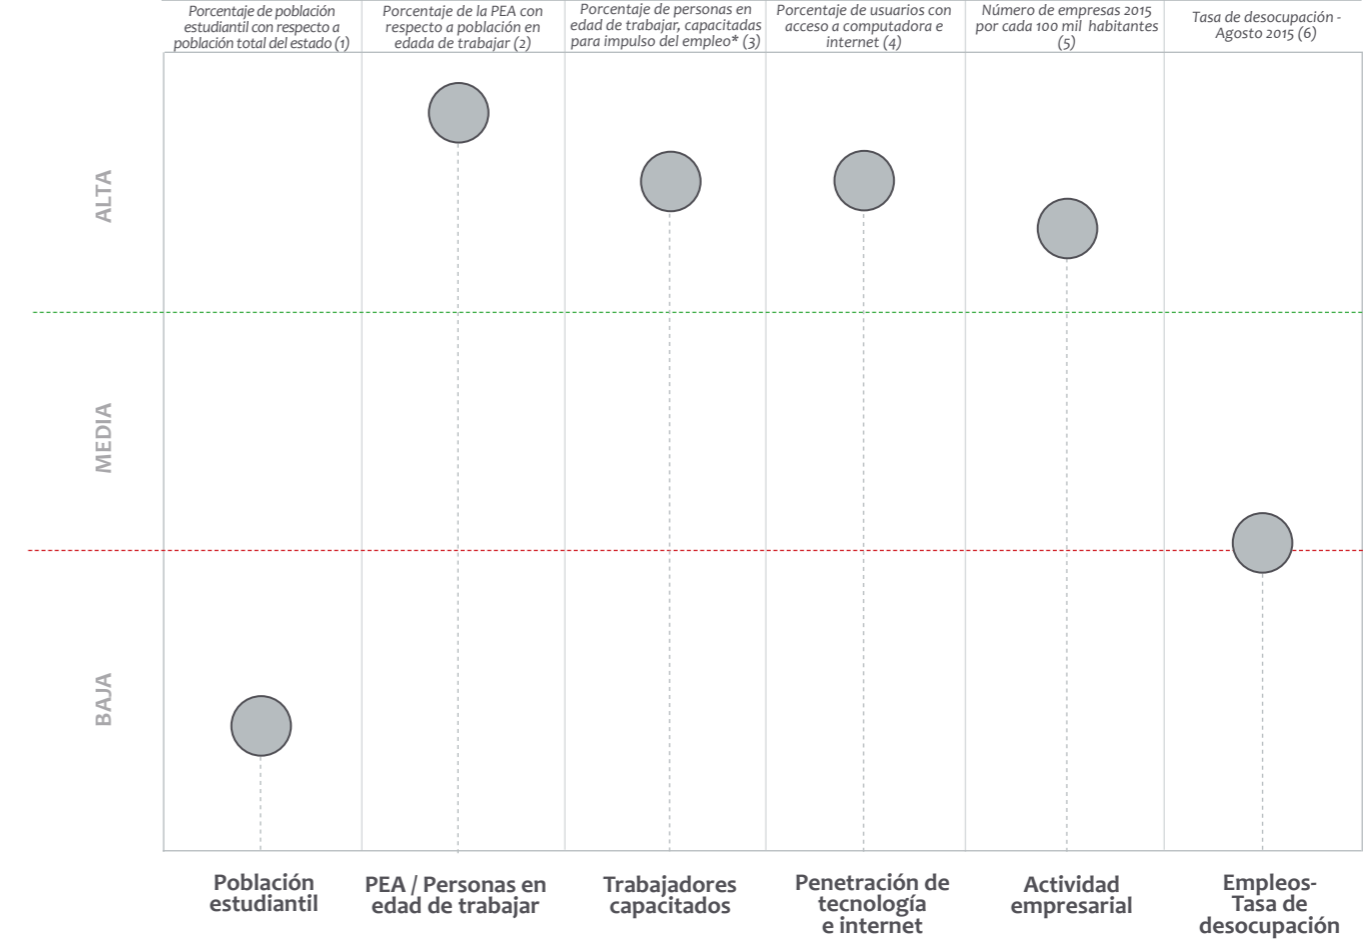 Porcentaje de población
estudiantil con respecto a
población total del estado (1)
Porcentaje de la PEA con
respecto a población en
edada de trabajar (2)
Porcentaje de personas en
edad de trabajar, capacitadas
para impulso del empleo* (3)
Porcentaje de usuarios con
acceso a computadora e
internet (4)
Número de empresas 2015
por cada 100 mil habitantes
(5)
Tasa de desocupación -
Agosto 2015 (6)
ALTA
MEDIA
BAJA
Población
estudiantil
PEA / Personas en
edad de trabajar
Trabajadores
capacitados
Penetración de
tecnología
e internet
Actividad
empresarial
Empleos-
Tasa de
desocupación